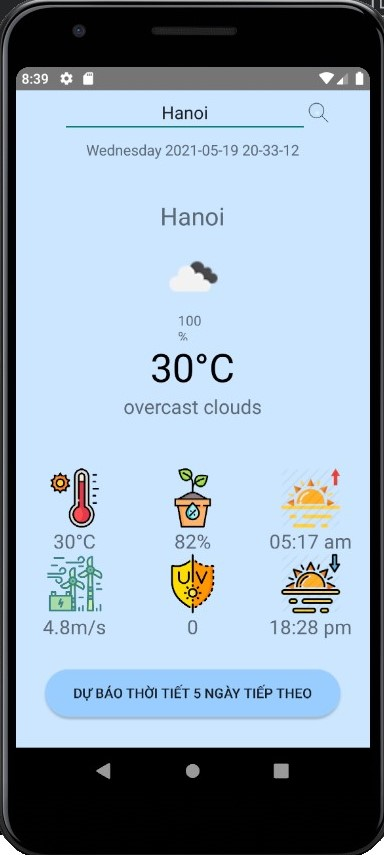 8:39
Hanoi
Wednesday 2021-05-19 20-33-12
Hanoi
100
%
30°C
overcast clouds
30°C 82% 05:17 am
UV
4.8m/s 0 18:28 pm
DỰ BÁO THỜI TIẾT 5 NGÀY TIẾP THEO